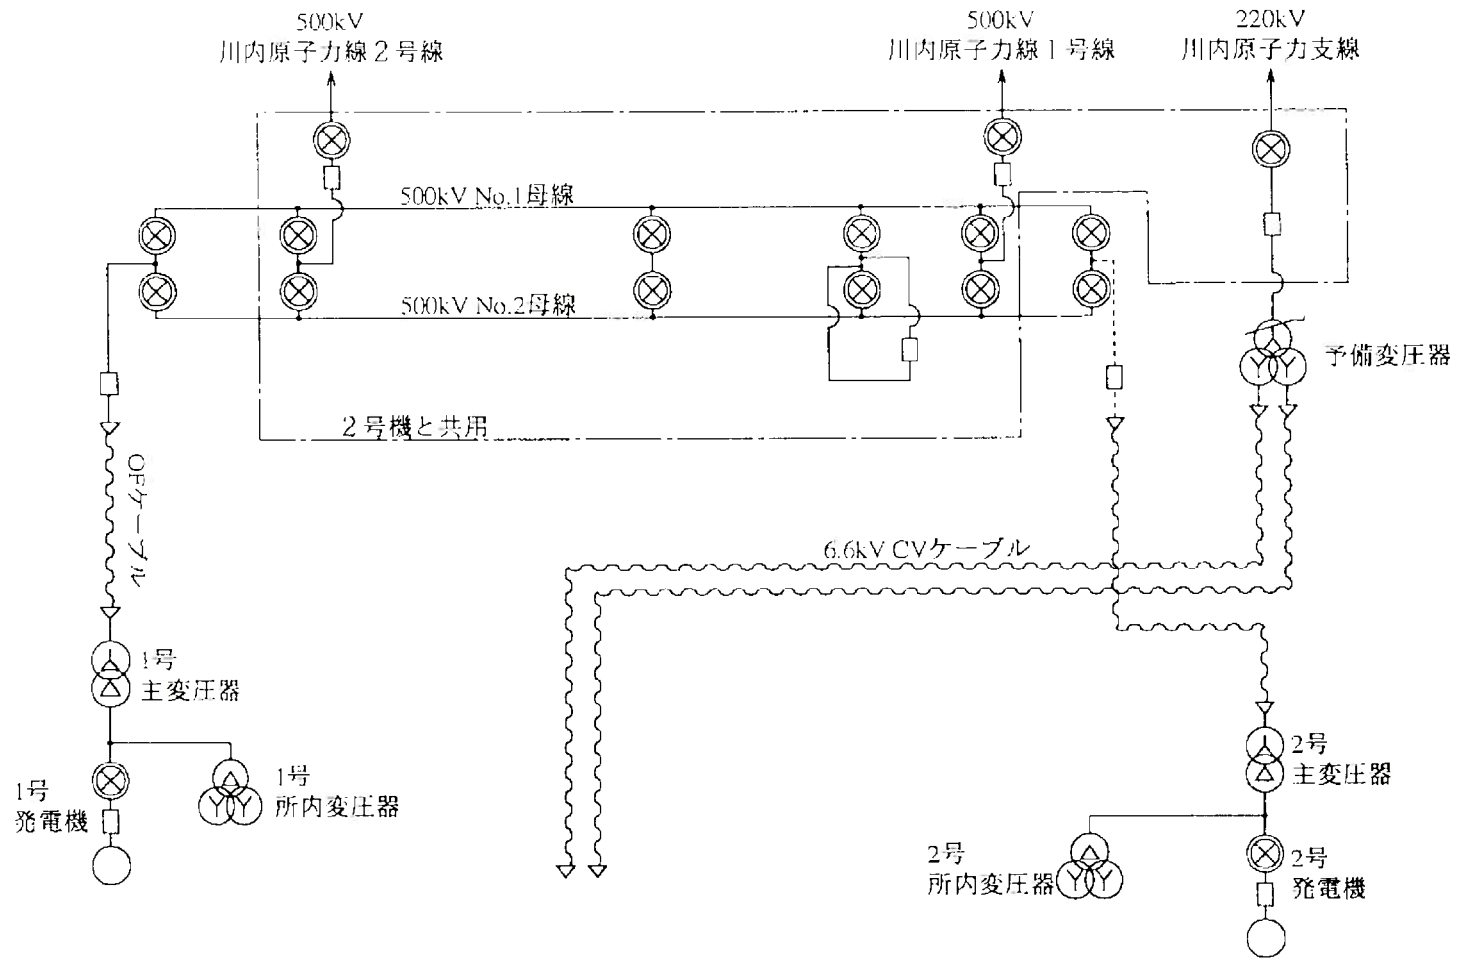 500kV
川内原子力線2号線
500kV
川内原子力線1号線
220kV
川内原子力支線
500kV No.1母線
500kV No.2母線
予備変圧器
2号機と共用
OFケーブル
6.6kV CVケーブル
1号
主変圧器
1号
発電機
1号
所内変圧器
2号
主変圧器
2号
所内変圧器
2号
発電機